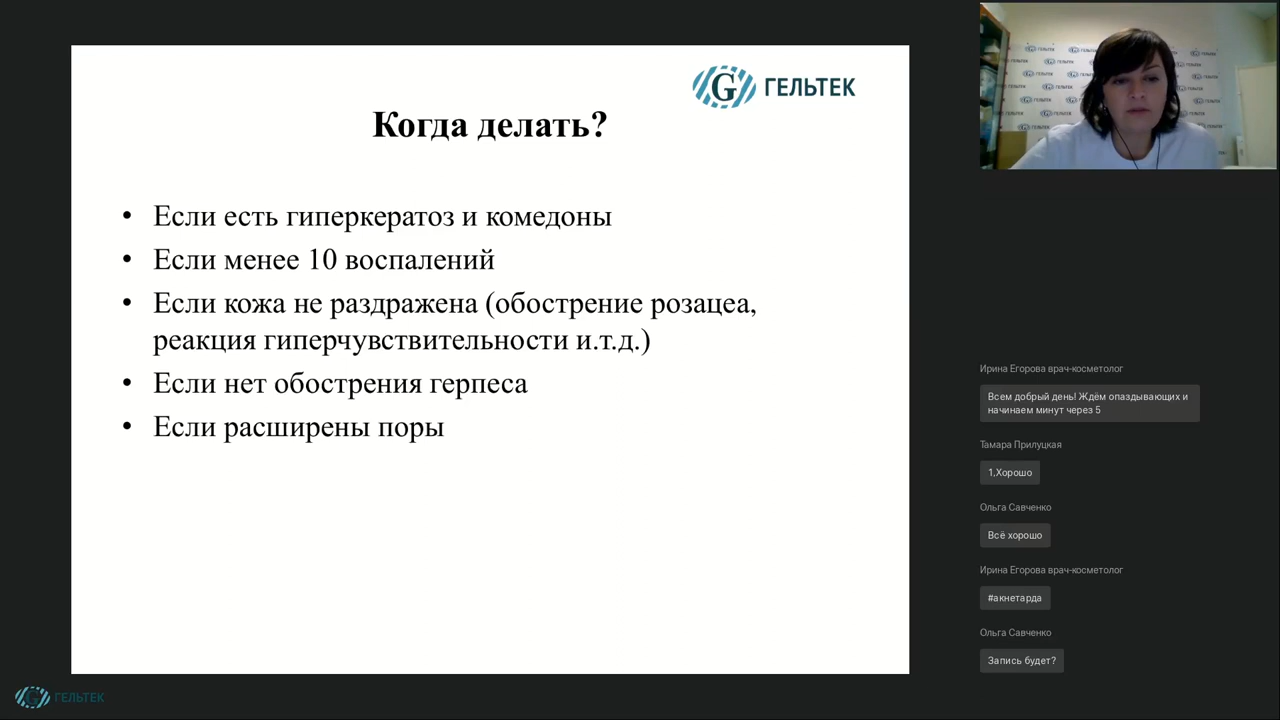 ГЕЛЬТЕК
Когда делать?
• Если есть гиперкератоз и комедоны
• Если менее 10 воспалений
• Если кожа не раздражена (обострение розацеа,
реакция гиперчувствительности и.т.д.)
• Если нет обострения герпеса
• Если расширены поры
Ирина Егорова врач-косметолог
Всем добрый день! Ждём опаздывающих и
начинаем минут через 5
Тамара Прилуцкая
1,Хорошо
Ольга Савченко
Всё хорошо
Ирина Егорова врач-косметолог
#акнетарда
Ольга Савченко
Запись будет?
ГЕЛЬТЕК